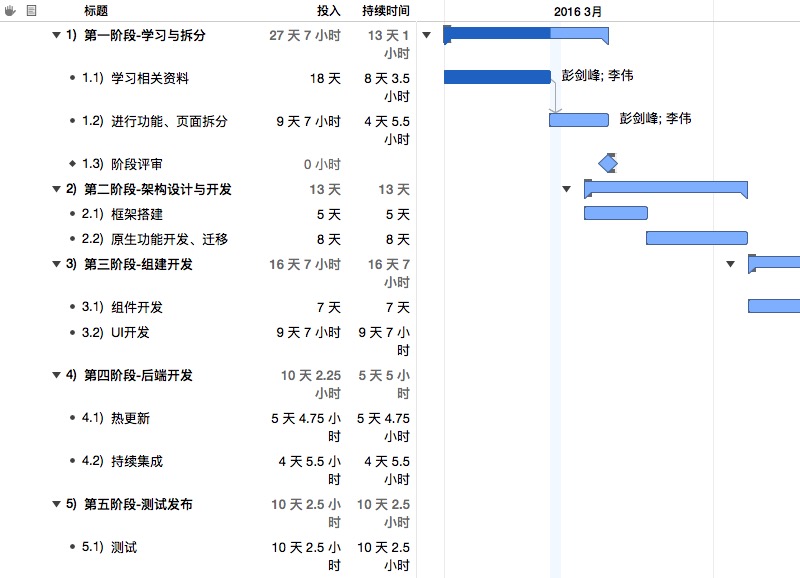 标题 投入 持续时间 2016 3月
1) 第一阶段-学习与拆分 27 天 7 小时 13 天 1
小时
1.1) 学习相关资料 18 天 8 天 3.5 彭剑峰; 李伟
小时
1.2) 进行功能、页面拆分 9 天 7 小时 4 天 5.5 彭剑峰; 李伟
小时
1.3) 阶段评审 0 小时
2) 第二阶段-架构设计与开发 13 天 13 天
2.1) 框架搭建 5 天 5 天
2.2) 原生功能开发、迁移 8 天 8 天
3) 第三阶段-组建开发 16 天 7 小时 16 天 7
小时
3.1) 组件开发 7 天 7 天
3.2) UI开发 9 天 7 小时 9 天 7 小
时
4) 第四阶段-后端开发 10 天 2.25 5 天 5 小
小时 时
4.1) 热更新 5 天 4.75 小 5 天 4.75
时 小时
4.2) 持续集成 4 天 5.5 小 4 天 5.5
时 小时
5) 第五阶段-测试发布 10 天 2.5 小 10 天 2.5
时 小时
5.1) 测试 10 天 2.5 小 10 天 2.5
时 小时